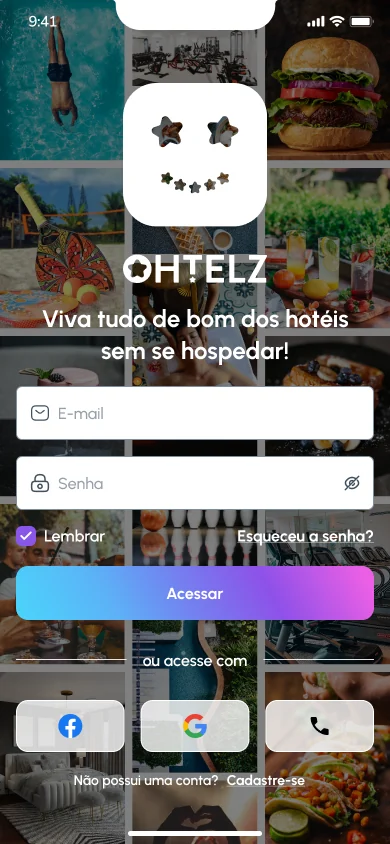 9:41
OHTELZ
Viva tudo de bom dos hotéis
sem se hospedar!
E-mail
Senha
Lembrar
Esqueceu a senha?
Acessar
ou acesse com
Não possui uma conta? Cadastre-se